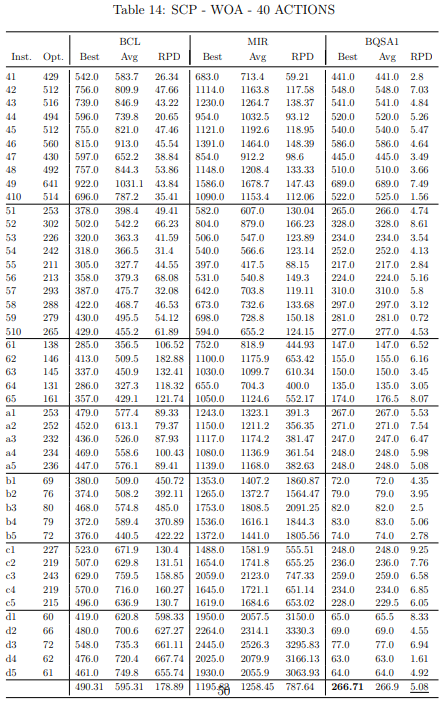 Table 14: SCP - WOA - 40 ACTIONS
BCL MIR BQSA1
Inst. Opt. Best Avg RPD Best Avg RPD Best Avg RPD
41 429 542.0 583.7 26.34 683.0 713.4 59.21 441.0 441.0 2.8
42 512 756.0 809.9 47.66 1114.0 1163.8 117.58 548.0 548.0 7.03
43 516 739.0 846.9 43.22 1230.0 1264.7 138.37 541.0 541.0 4.84
44 494 596.0 739.8 20.65 954.0 1032.5 93.12 520.0 520.0 5.26
45 512 755.0 821.0 47.46 1121.0 1192.6 118.95 540.0 540.0 5.47
46 560 815.0 913.0 45.54 1391.0 1464.0 148.39 586.0 586.0 4.64
47 430 597.0 652.2 38.84 854.0 912.2 98.6 445.0 445.0 3.49
48 492 757.0 844.3 53.86 1148.0 1208.4 133.33 510.0 510.0 3.66
49 641 922.0 1031.1 43.84 1586.0 1678.7 147.43 689.0 689.0 7.49
410 514 696.0 787.2 35.41 1090.0 1153.4 112.06 522.0 525.0 1.56
51 253 378.0 398.4 49.41 582.0 607.0 130.04 265.0 266.0 4.74
52 302 502.0 542.2 66.23 804.0 879.0 166.23 328.0 328.0 8.61
53 226 320.0 363.3 41.59 506.0 547.0 123.89 234.0 234.0 3.54
54 242 318.0 366.5 31.4 540.0 566.6 123.14 252.0 252.0 4.13
55 211 305.0 327.7 44.55 397.0 417.5 88.15 217.0 217.0 2.84
56 213 358.0 379.3 68.08 531.0 540.8 149.3 224.0 224.0 5.16
57 293 387.0 475.7 32.08 642.0 703.8 119.11 310.0 310.0 5.8
58 288 422.0 468.7 46.53 673.0 732.6 133.68 297.0 297.0 3.12
59 279 430.0 495.5 54.12 698.0 728.8 150.18 281.0 281.0 0.72
510 265 429.0 455.2 61.89 594.0 655.2 124.15 277.0 277.0 4.53
61 138 285.0 356.5 106.52 752.0 818.9 444.93 147.0 147.0 6.52
62 146 413.0 509.5 182.88 1100.0 1175.9 653.42 155.0 155.0 6.16
63 145 337.0 450.9 132.41 1030.0 1099.7 610.34 150.0 150.0 3.45
64 131 286.0 327.3 118.32 655.0 704.3 400.0 135.0 135.0 3.05
65 161 357.0 429.1 121.74 1050.0 1124.6 552.17 174.0 176.5 8.07
a1 253 479.0 577.4 89.33 1243.0 1323.1 391.3 267.0 267.0 5.53
a2 252 452.0 613.1 79.37 1150.0 1211.2 356.35 271.0 271.0 7.54
a3 232 436.0 526.0 87.93 1117.0 1174.2 381.47 247.0 247.0 6.47
a4 234 469.0 558.6 100.43 1080.0 1136.9 361.54 248.0 248.0 5.98
a5 236 447.0 576.1 89.41 1139.0 1168.0 382.63 248.0 248.0 5.08
b1 69 380.0 509.0 450.72 1353.0 1407.2 1860.87 72.0 72.0 4.35
b2 76 374.0 508.2 392.11 1265.0 1372.7 1564.47 79.0 79.0 3.95
b3 80 468.0 574.8 485.0 1753.0 1808.5 2091.25 82.0 82.0 2.5
b4 79 372.0 589.4 370.89 1536.0 1616.1 1844.3 83.0 83.0 5.06
b5 72 376.0 440.5 422.22 1372.0 1441.0 1805.56 74.0 74.0 2.78
c1 227 523.0 671.9 130.4 1488.0 1581.9 555.51 248.0 248.0 9.25
c2 219 507.0 629.8 131.51 1654.0 1741.8 655.25 236.0 236.0 7.76
c3 243 629.0 759.5 158.85 2059.0 2123.0 747.33 259.0 259.0 6.58
c4 219 570.0 716.0 160.27 1645.0 1721.1 651.14 234.0 234.0 6.85
c5 215 496.0 636.9 130.7 1619.0 1684.6 653.02 228.0 229.5 6.05
d1 60 419.0 620.8 598.33 1950.0 2057.5 3150.0 65.0 65.5 8.33
d2 66 480.0 700.6 627.27 2264.0 2314.1 3330.3 69.0 69.0 4.55
d3 72 548.0 735.3 661.11 2445.0 2526.3 3295.83 77.0 77.0 6.94
d4 62 476.0 720.4 667.74 2025.0 2079.9 3166.13 63.0 63.0 1.61
d5 61 461.0 749.8 655.74 1930.0 2055.9 3063.93 64.0 64.0 4.92
490.31 595.31 178.89 1258.45 787.64 266.71 266.9 5.08
50